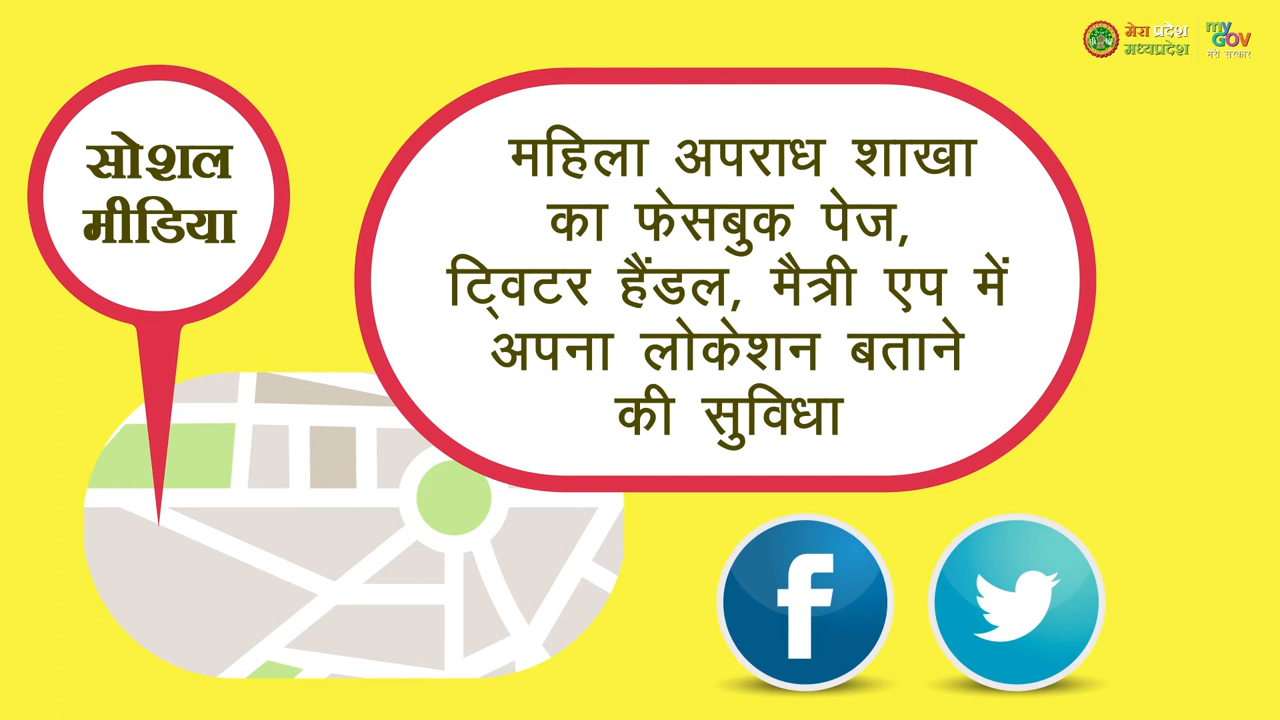 मेरा प्रदेश
मध्यप्रदेश
my
GOV
मेरी सरकार
सोशल
मीडिया
महिला अपराध शाखा
का फेसबुक पेज,
ट्विटर हैंडल, मैत्री एप में
अपना लोकेशन बताने
की सुविधा